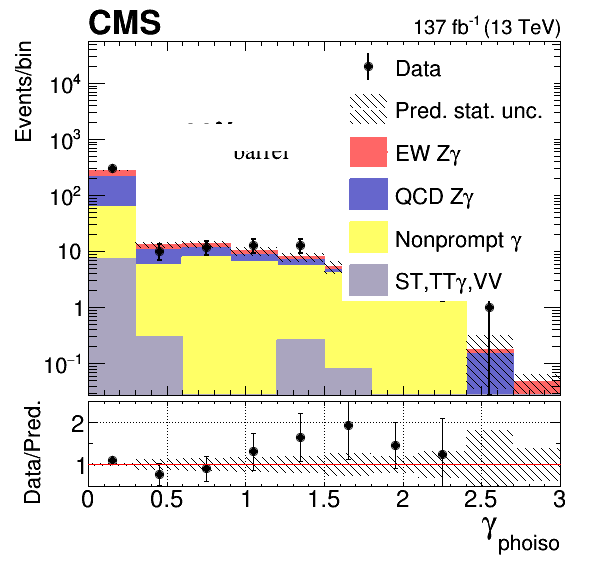 CMS
137 fb⁻¹ (13 TeV)
Events/bin
10⁴
10³
10²
10
1
10⁻¹
Data
Pred. stat. unc.
EW Zγ
QCD Zγ
Nonprompt γ
ST,TTγ,VV
barrel
Data/Pred.
2
1
0 0.5 1 1.5 2 2.5 3
γ phoiso